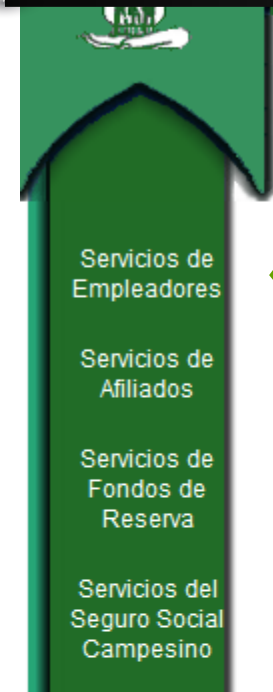 Servicios de
Empleadores
Servicios de
Afiliados
Servicios de
Fondos de
Reserva
Servicios del
Seguro Social
Campesino